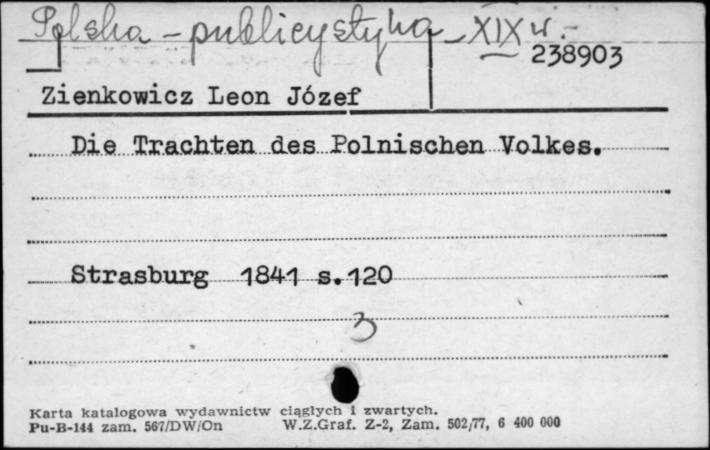 Polska - publicystyka - XIX w.-
238903
Zienkowicz Leon Józef
Die Trachten des Polnischen Volkes.
Strasburg 1841 s.120
3
Karta katalogowa wydawnictw ciągłych i zwartych.
Pu-B-144 zam. 567/DW/On W.Z.Graf. Z-2, Zam. 502/77, 6 400 000